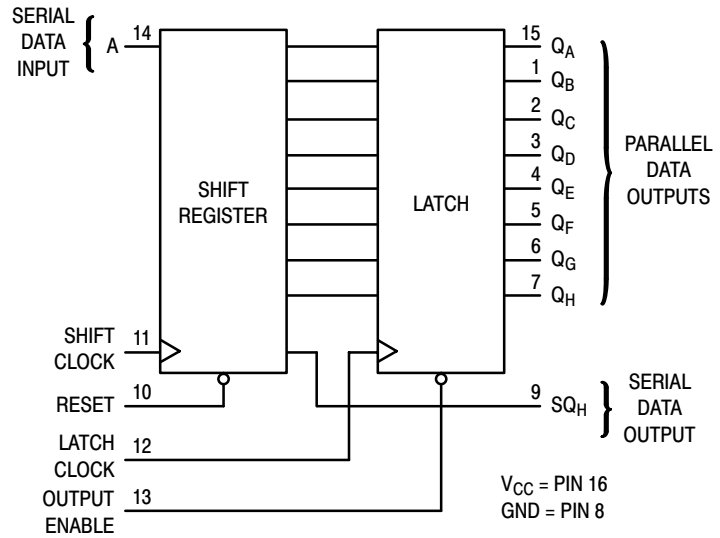 SERIAL
DATA
INPUT
A 14
SHIFT
REGISTER
LATCH
15 QA
1 QB
2 QC
3 QD
4 QE
5 QF
6 QG
7 QH
PARALLEL
DATA
OUTPUTS
SHIFT
CLOCK
11
RESET 10
LATCH
CLOCK
12
OUTPUT
ENABLE
13
9 SQH
SERIAL
DATA
OUTPUT
VCC = PIN 16
GND = PIN 8